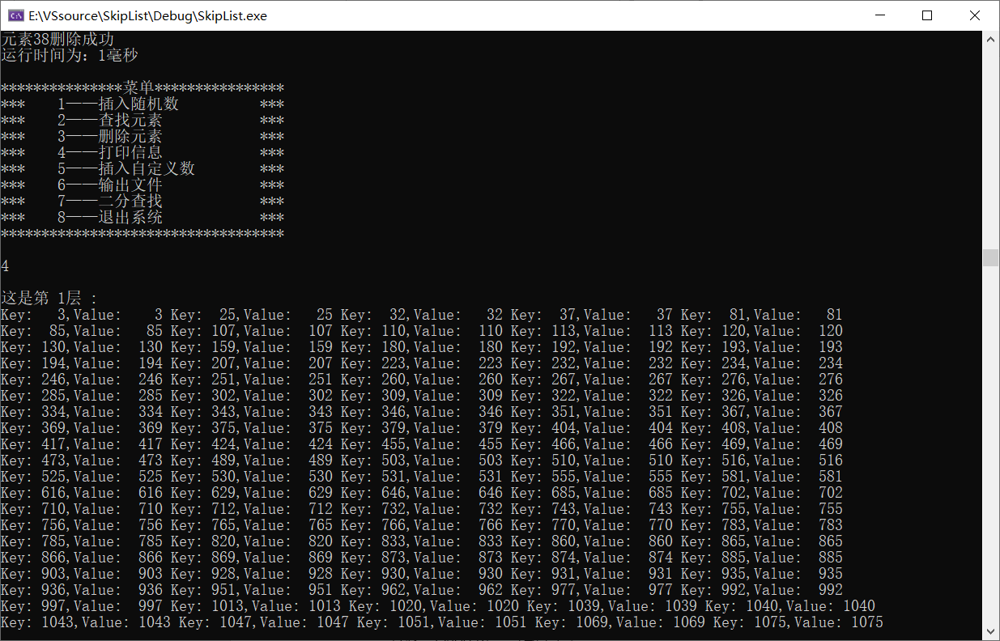 E:\VSsource\SkipList\Debug\SkipList.exe
元素38删除成功
运行时间为：1毫秒
***************菜单****************
***    1——插入随机数          ***
***    2——查找元素            ***
***    3——删除元素            ***
***    4——打印信息            ***
***    5——插入自定义数        ***
***    6——输出文件            ***
***    7——二分查找            ***
***    8——退出系统            ***
***********************************
4
这是第 1层 :
Key:   3,Value:    3 Key:  25,Value:   25 Key:  32,Value:   32 Key:  37,Value:   37 Key:  81,Value:   81
Key:  85,Value:   85 Key: 107,Value:  107 Key: 110,Value:  110 Key: 113,Value:  113 Key: 120,Value:  120
Key: 130,Value:  130 Key: 159,Value:  159 Key: 180,Value:  180 Key: 192,Value:  192 Key: 193,Value:  193
Key: 194,Value:  194 Key: 207,Value:  207 Key: 223,Value:  223 Key: 232,Value:  232 Key: 234,Value:  234
Key: 246,Value:  246 Key: 251,Value:  251 Key: 260,Value:  260 Key: 267,Value:  267 Key: 276,Value:  276
Key: 285,Value:  285 Key: 302,Value:  302 Key: 309,Value:  309 Key: 322,Value:  322 Key: 326,Value:  326
Key: 334,Value:  334 Key: 343,Value:  343 Key: 346,Value:  346 Key: 351,Value:  351 Key: 367,Value:  367
Key: 369,Value:  369 Key: 375,Value:  375 Key: 379,Value:  379 Key: 404,Value:  404 Key: 408,Value:  408
Key: 417,Value:  417 Key: 424,Value:  424 Key: 455,Value:  455 Key: 466,Value:  466 Key: 469,Value:  469
Key: 473,Value:  473 Key: 489,Value:  489 Key: 503,Value:  503 Key: 510,Value:  510 Key: 516,Value:  516
Key: 525,Value:  525 Key: 530,Value:  530 Key: 531,Value:  531 Key: 555,Value:  555 Key: 581,Value:  581
Key: 616,Value:  616 Key: 629,Value:  629 Key: 646,Value:  646 Key: 685,Value:  685 Key: 702,Value:  702
Key: 710,Value:  710 Key: 712,Value:  712 Key: 732,Value:  732 Key: 743,Value:  743 Key: 755,Value:  755
Key: 756,Value:  756 Key: 765,Value:  765 Key: 766,Value:  766 Key: 770,Value:  770 Key: 783,Value:  783
Key: 785,Value:  785 Key: 820,Value:  820 Key: 833,Value:  833 Key: 860,Value:  860 Key: 865,Value:  865
Key: 866,Value:  866 Key: 869,Value:  869 Key: 873,Value:  873 Key: 874,Value:  874 Key: 885,Value:  885
Key: 903,Value:  903 Key: 928,Value:  928 Key: 930,Value:  930 Key: 931,Value:  931 Key: 935,Value:  935
Key: 936,Value:  936 Key: 951,Value:  951 Key: 962,Value:  962 Key: 977,Value:  977 Key: 992,Value:  992
Key: 997,Value:  997 Key: 1013,Value: 1013 Key: 1020,Value: 1020 Key: 1039,Value: 1039 Key: 1040,Value: 1040
Key: 1043,Value: 1043 Key: 1047,Value: 1047 Key: 1051,Value: 1051 Key: 1069,Value: 1069 Key: 1075,Value: 1075